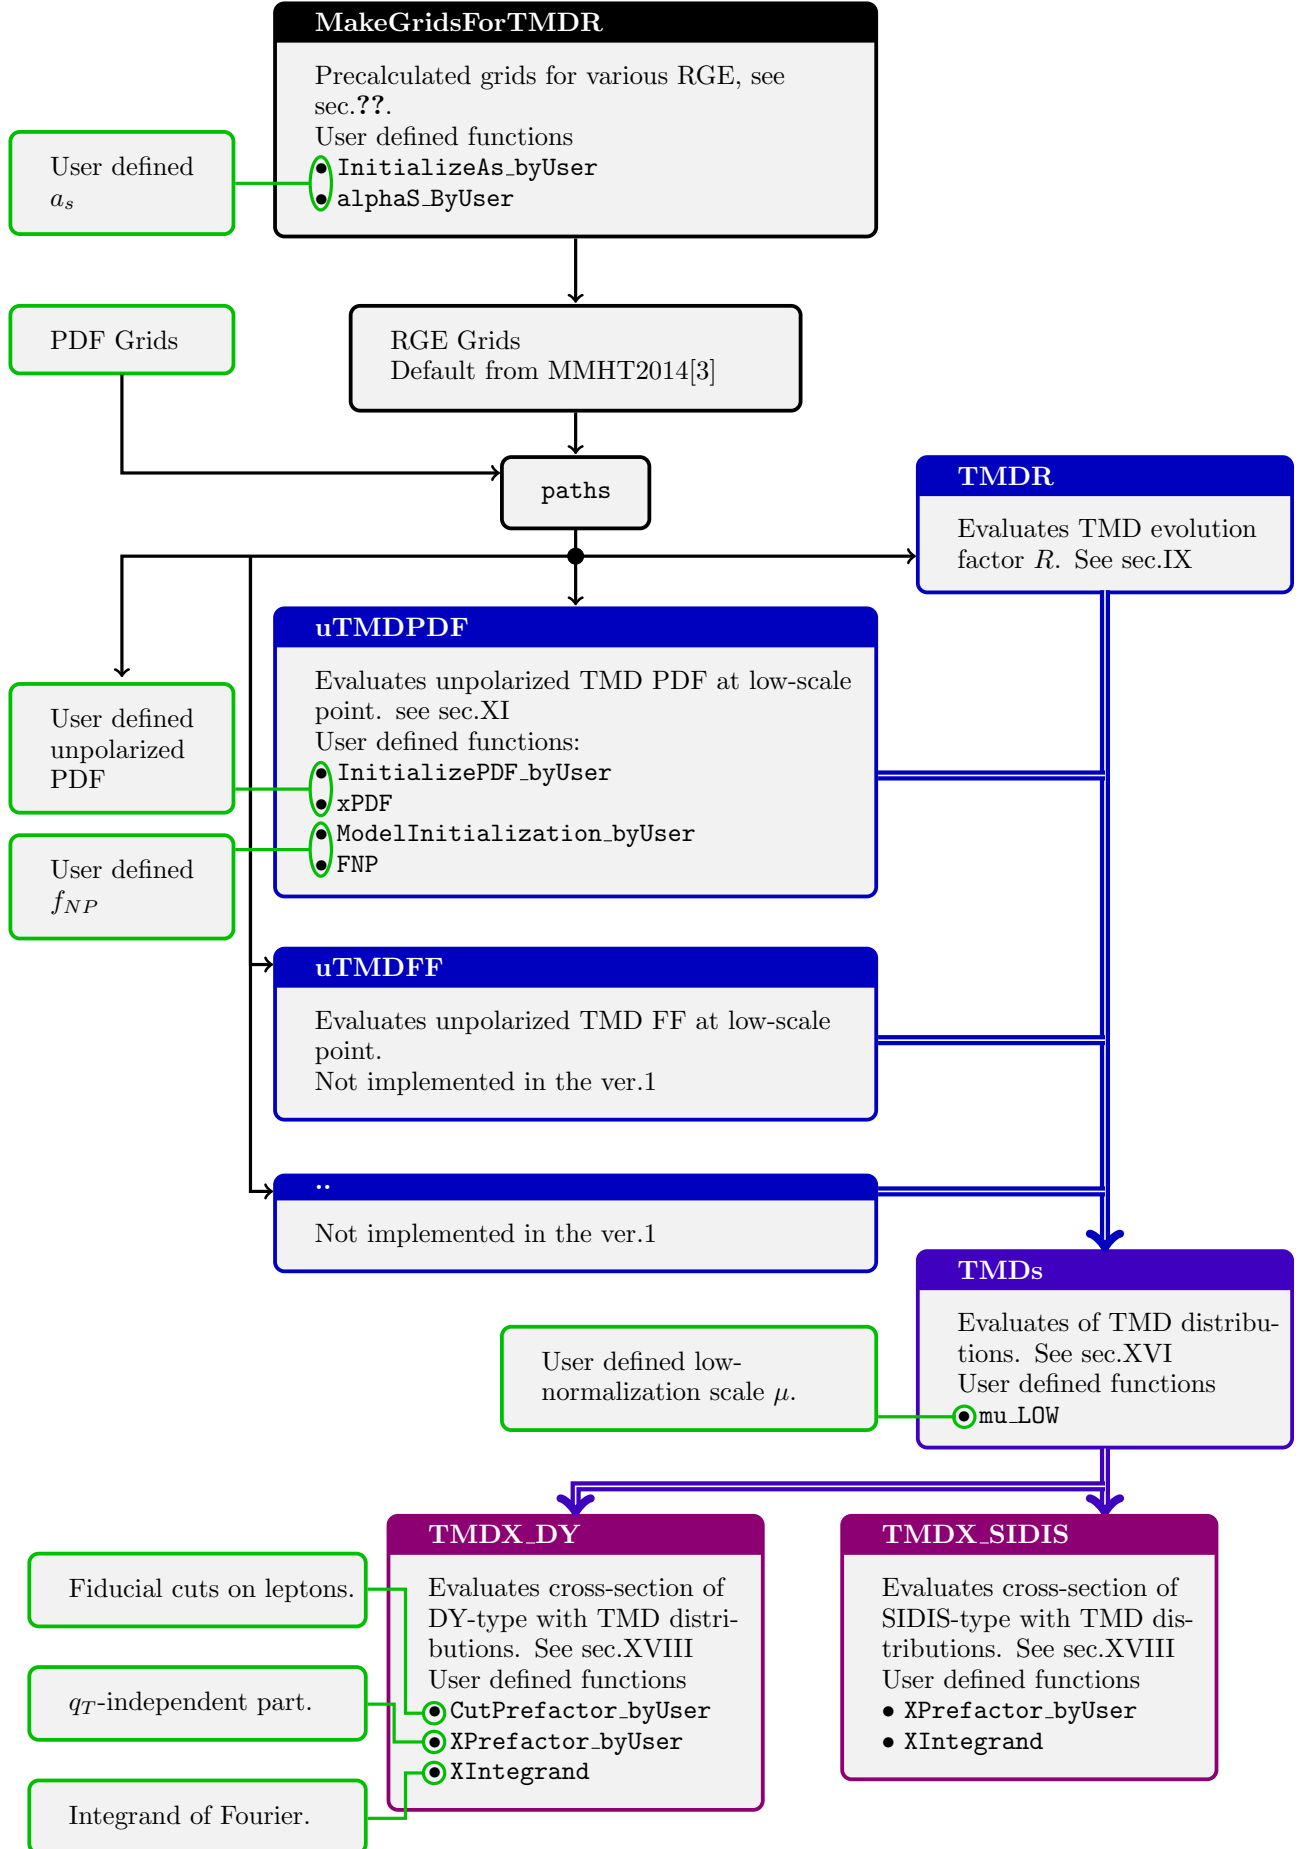 MakeGridsForTMDR
Precalculated grids for various RGE, see
sec.??.
User defined functions
• InitializeAs_byUser
• alphaS_ByUser
User defined
a_s
PDF Grids
RGE Grids
Default from MMHT2014[3]
paths
TMDR
Evaluates TMD evolution
factor R. See sec.IX
uTMDPDF
Evaluates unpolarized TMD PDF at low-scale
point. see sec.XI
User defined functions:
• InitializePDF_byUser
• xPDF
• ModelInitialization_byUser
• FNP
User defined
unpolarized
PDF
User defined
f_{NP}
uTMDFF
Evaluates unpolarized TMD FF at low-scale
point.
Not implemented in the ver.1
..
Not implemented in the ver.1
TMDs
Evaluates of TMD distribu-
tions. See sec.XVI
User defined functions
• mu_LOW
User defined low-
normalization scale μ.
TMDX_DY
Evaluates cross-section of
DY-type with TMD distri-
butions. See sec.XVIII
User defined functions
• CutPrefactor_byUser
• XPrefactor_byUser
• XIntegrand
TMDX_SIDIS
Evaluates cross-section of
SIDIS-type with TMD dis-
tributions. See sec.XVIII
User defined functions
• XPrefactor_byUser
• XIntegrand
Fiducial cuts on leptons.
q_T-independent part.
Integrand of Fourier.